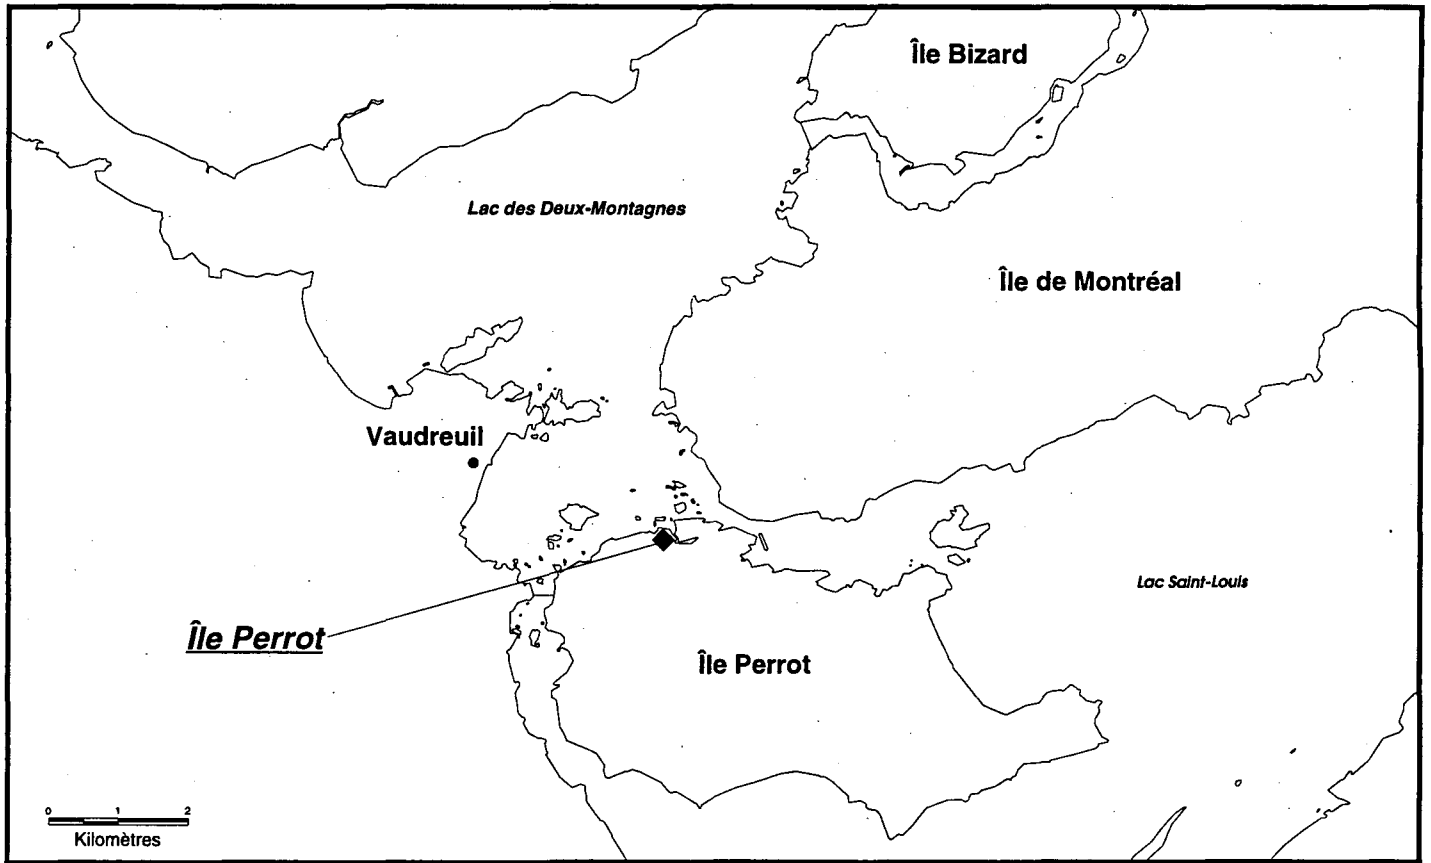 Île Bizard
Lac des Deux-Montagnes
Île de Montréal
Vaudreuil
Lac Saint-Louis
Île Perrot
Île Perrot
0 1 2
Kilomètres